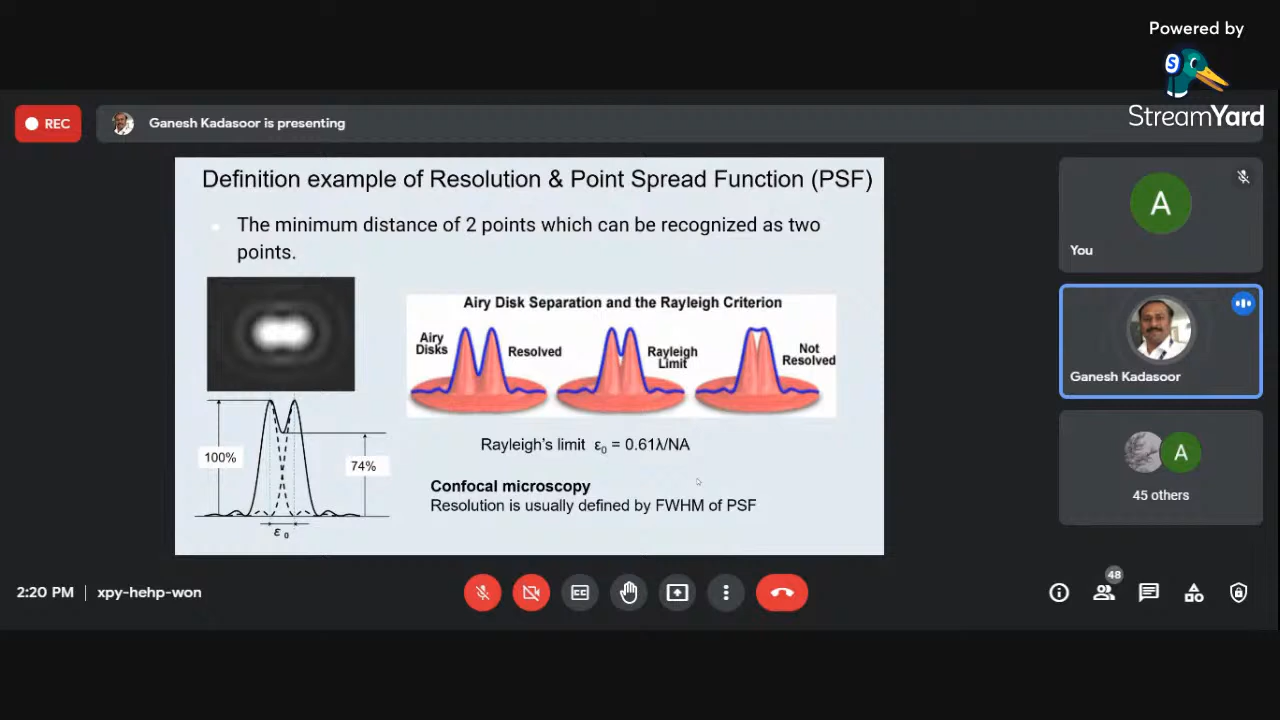 Powered by
S
StreamYard
REC
Ganesh Kadasoor is presenting
Definition example of Resolution & Point Spread Function (PSF)
The minimum distance of 2 points which can be recognized as two
points.
Airy Disk Separation and the Rayleigh Criterion
Airy
Disks
Resolved
Rayleigh
Limit
Not
Resolved
100%
74%
ε₀
Rayleigh's limit ε₀ = 0.61λ/NA
Confocal microscopy
Resolution is usually defined by FWHM of PSF
A
You
Ganesh Kadasoor
A
45 others
2:20 PM | xpy-hehp-won
CC
48